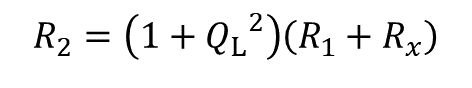 R₂ = (1 + Q_L²)(R₁ + Rₓ)